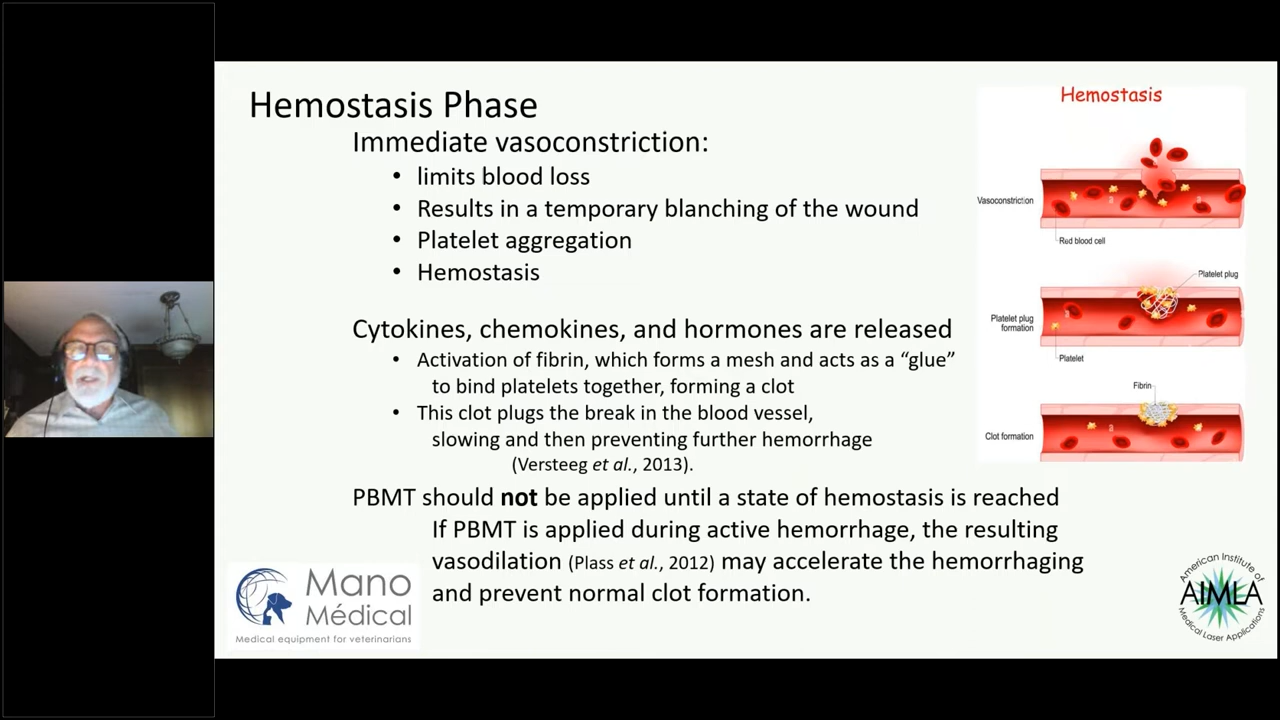 Hemostasis Phase
Immediate vasoconstriction:
• limits blood loss
• Results in a temporary blanching of the wound
• Platelet aggregation
• Hemostasis
Cytokines, chemokines, and hormones are released
• Activation of fibrin, which forms a mesh and acts as a “glue”
to bind platelets together, forming a clot
• This clot plugs the break in the blood vessel,
slowing and then preventing further hemorrhage
(Versteeg et al., 2013).
PBMT should not be applied until a state of hemostasis is reached
If PBMT is applied during active hemorrhage, the resulting
vasodilation (Plass et al., 2012) may accelerate the hemorrhaging
and prevent normal clot formation.
Hemostasis
Vasoconstriction
Red blood cell
Platelet plug
Platelet plug
formation
Platelet
Fibrin
Clot formation
Mano
Médical
Medical equipment for veterinarians
American Institute of
AIMLA
Medical Laser Applications